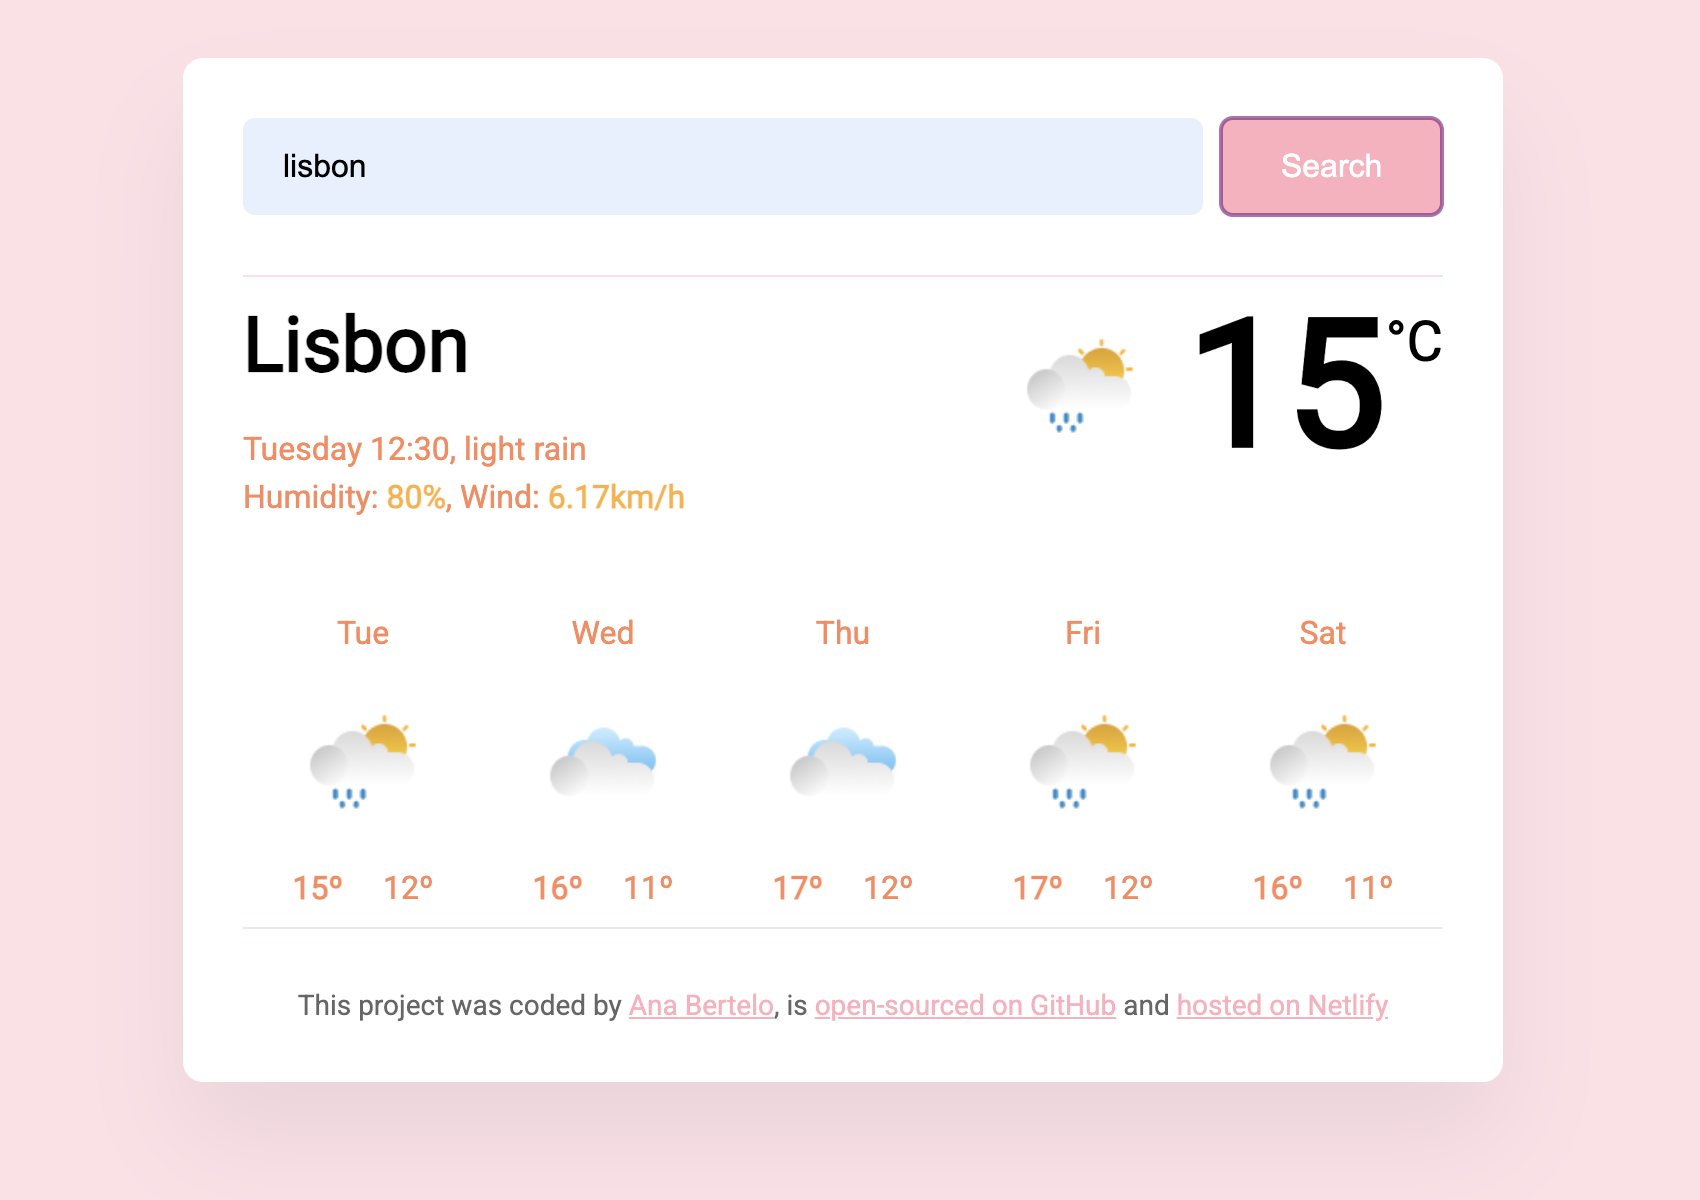 lisbon
Search
Lisbon
15°C
Tuesday 12:30, light rain
Humidity: 80%, Wind: 6.17km/h
Tue Wed Thu Fri Sat
15º 12º 16º 11º 17º 12º 17º 12º 16º 11º
This project was coded by Ana Bertelo, is open-sourced on GitHub and hosted on Netlify